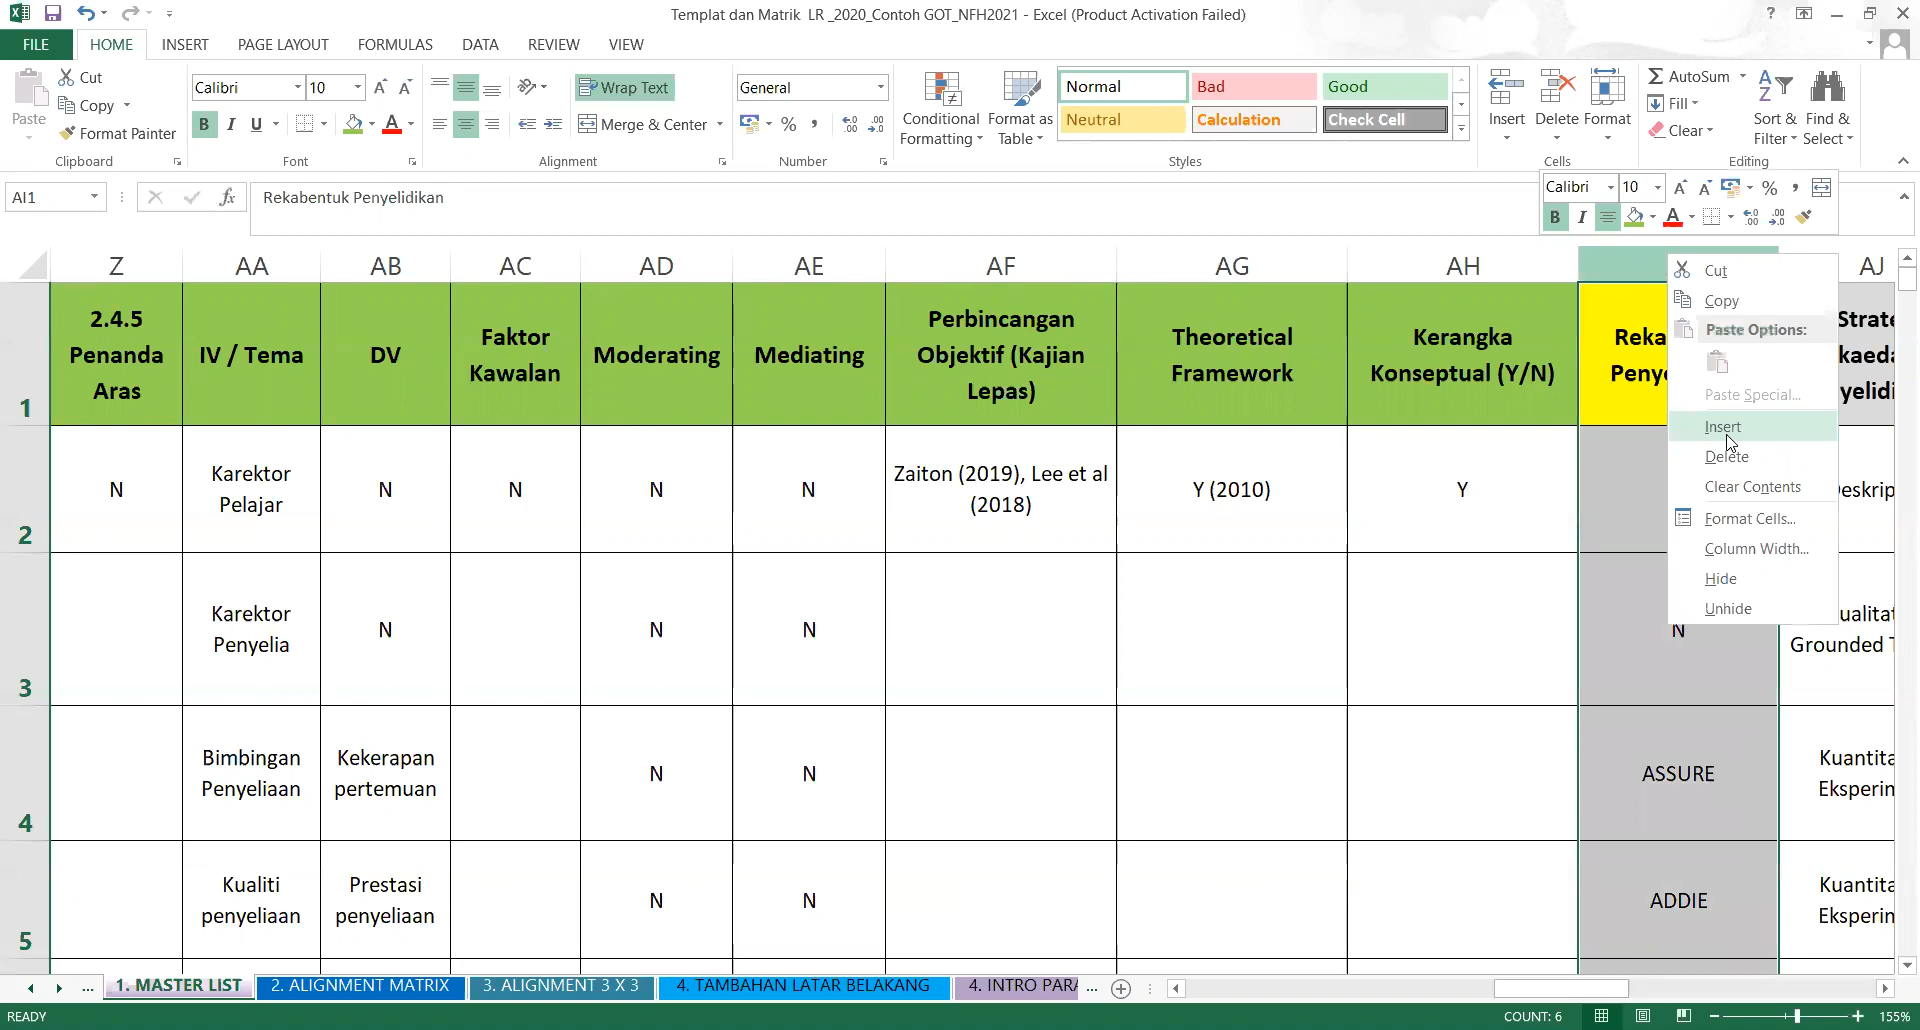 Templat dan Matrik LR _2020_Contoh GOT_NFH2021 - Excel (Product Activation Failed)
FILE HOME INSERT PAGE LAYOUT FORMULAS DATA REVIEW VIEW
Paste
Cut
Copy
Format Painter
Clipboard
Calibri 10
B I U
Font
Wrap Text
Merge & Center
Alignment
General
Number
Conditional Formatting
Format as Table
Normal Bad Good
Neutral Calculation Check Cell
Styles
Insert Delete Format
Cells
AutoSum
Fill
Clear
Sort & Filter
Find & Select
Editing
AI1
fx
Rekabentuk Penyelidikan
Calibri 10
B I
Z AA AB AC AD AE AF AG AH AJ
1
2.4.5
Penanda
Aras
IV / Tema
DV
Faktor
Kawalan
Moderating
Mediating
Perbincangan
Objektif (Kajian
Lepas)
Theoretical
Framework
Kerangka
Konseptual (Y/N)
Reka
Penye
Strate
kaeda
yelidi
2
N
Karektor
Pelajar
N
N
N
N
Zaiton (2019), Lee et al
(2018)
Y (2010)
Y
eskrip
3
Karektor
Penyelia
N
N
N
N
ualitat
Grounded T
4
Bimbingan
Penyeliaan
Kekerapan
pertemuan
N
N
ASSURE
Kuantita
Eksperin
5
Kualiti
penyeliaan
Prestasi
penyeliaan
N
N
ADDIE
Kuantita
Eksperin
Cut
Copy
Paste Options:
Paste Special...
Insert
Delete
Clear Contents
Format Cells...
Column Width...
Hide
Unhide
... 1. MASTER LIST 2. ALIGNMENT MATRIX 3. ALIGNMENT 3 X 3 4. TAMBAHAN LATAR BELAKANG 4. INTRO PARA ...
READY COUNT: 6 155%